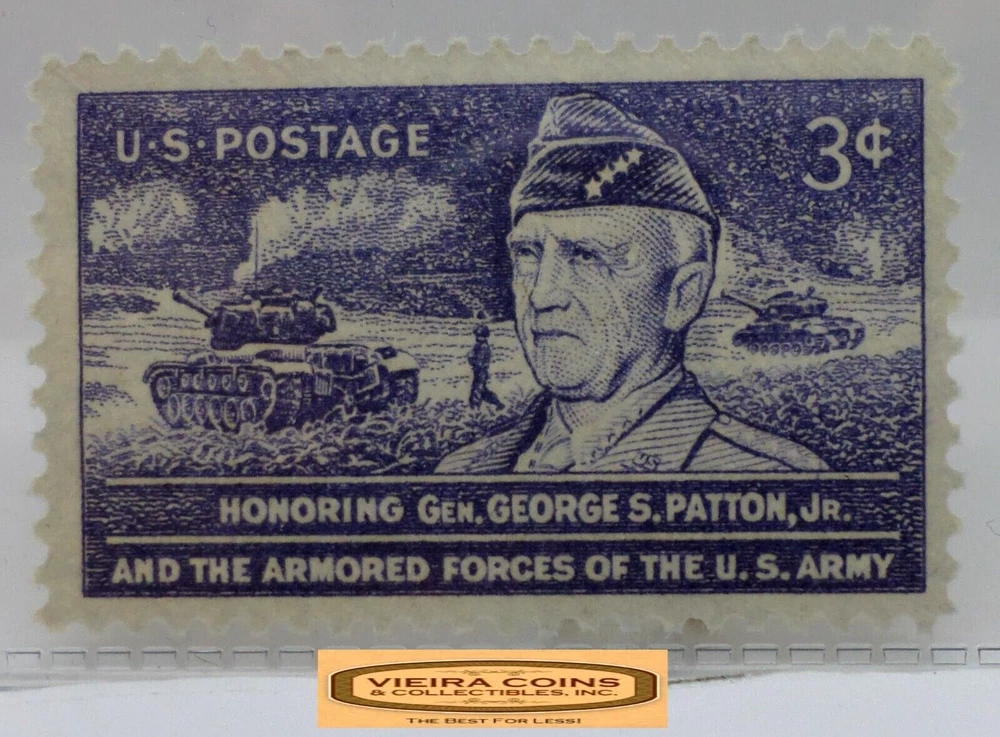 U·S·POSTAGE
3¢
HONORING GEN. GEORGE S. PATTON, JR.
AND THE ARMORED FORCES OF THE U. S. ARMY
VIEIRA COINS
& COLLECTIBLES, INC.
THE BEST FOR LESS!